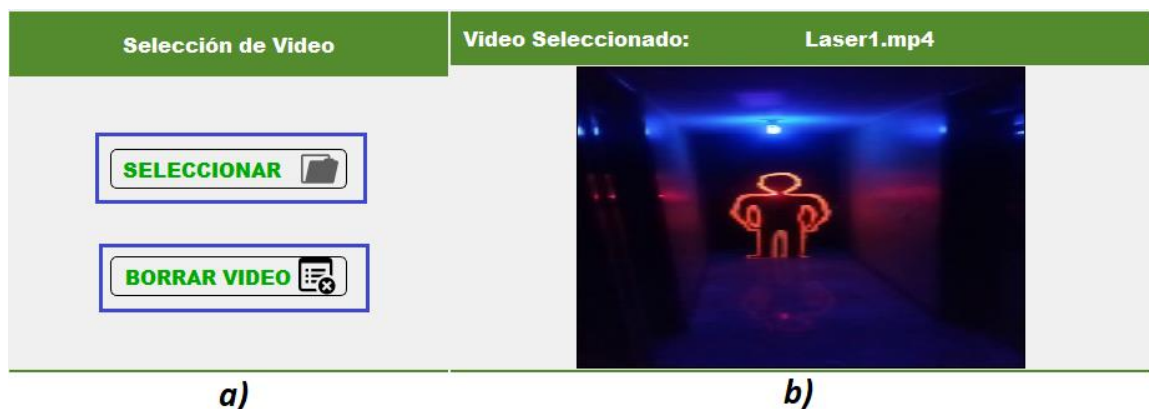 Selección de Video
Video Seleccionado: Laser1.mp4
SELECCIONAR
BORRAR VIDEO
a)
b)